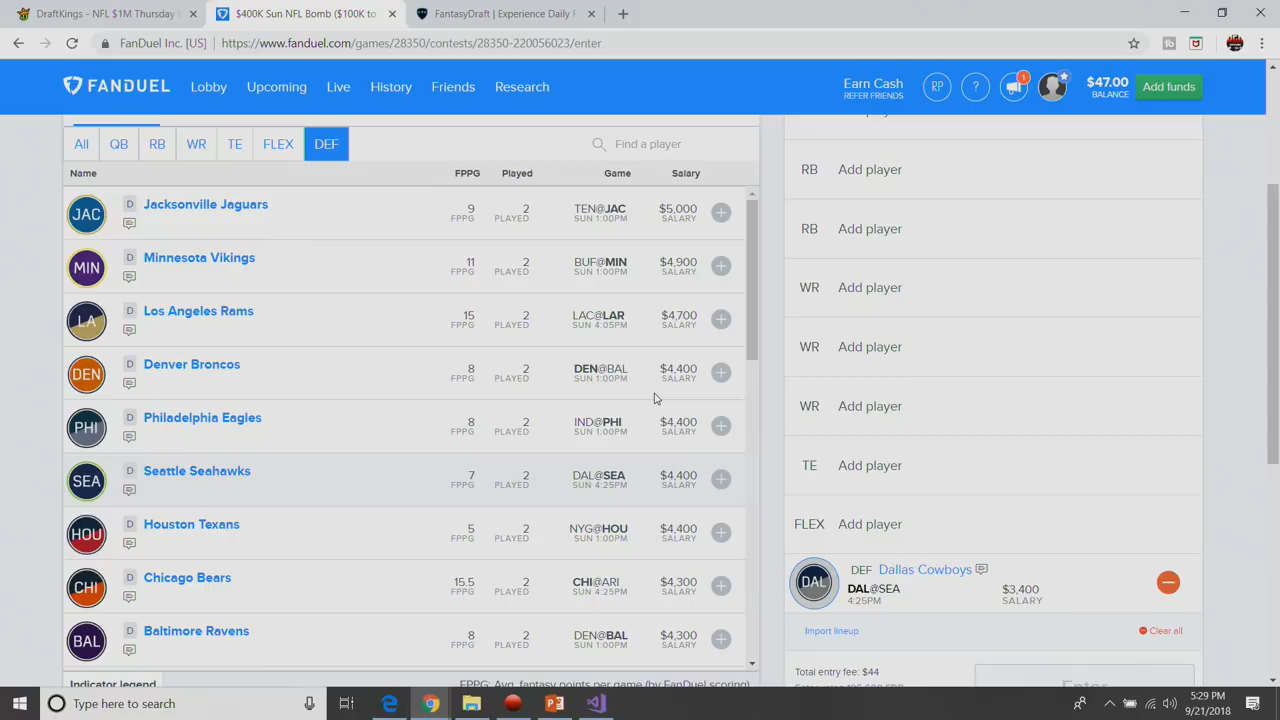 DraftKings - NFL $1M Thursday
$400K Sun NFL Bomb ($100K to
FantasyDraft | Experience Daily F
FanDuel Inc. [US]
https://www.fanduel.com/games/28350/contests/28350-220056023/enter
FANDUEL
Lobby
Upcoming
Live
History
Friends
Research
Earn Cash
REFER FRIENDS
RP
?
1
$47.00
BALANCE
Add funds
All
QB
RB
WR
TE
FLEX
DEF
Find a player
Name
FPPG
Played
Game
Salary
JAC
D
Jacksonville Jaguars
9
FPPG
2
PLAYED
TEN@JAC
SUN 1:00PM
$5,000
SALARY
MIN
D
Minnesota Vikings
11
FPPG
2
PLAYED
BUF@MIN
SUN 1:00PM
$4,900
SALARY
LA
D
Los Angeles Rams
15
FPPG
2
PLAYED
LAC@LAR
SUN 4:05PM
$4,700
SALARY
DEN
D
Denver Broncos
8
FPPG
2
PLAYED
DEN@BAL
SUN 1:00PM
$4,400
SALARY
PHI
D
Philadelphia Eagles
8
FPPG
2
PLAYED
IND@PHI
SUN 1:00PM
$4,400
SALARY
SEA
D
Seattle Seahawks
7
FPPG
2
PLAYED
DAL@SEA
SUN 4:25PM
$4,400
SALARY
HOU
D
Houston Texans
5
FPPG
2
PLAYED
NYG@HOU
SUN 1:00PM
$4,400
SALARY
CHI
D
Chicago Bears
15.5
FPPG
2
PLAYED
CHI@ARI
SUN 4:25PM
$4,300
SALARY
BAL
D
Baltimore Ravens
8
FPPG
2
PLAYED
DEN@BAL
SUN 1:00PM
$4,300
SALARY
Indicator legend
FPPG: Avg. fantasy points per game (by FanDuel scoring)
RB
Add player
RB
Add player
WR
Add player
WR
Add player
WR
Add player
TE
Add player
FLEX
Add player
DAL
DEF
Dallas Cowboys
DAL@SEA
4:25PM
$3,400
SALARY
Import lineup
Clear all
Total entry fee: $44
Enter
Type here to search
5:29 PM
9/21/2018